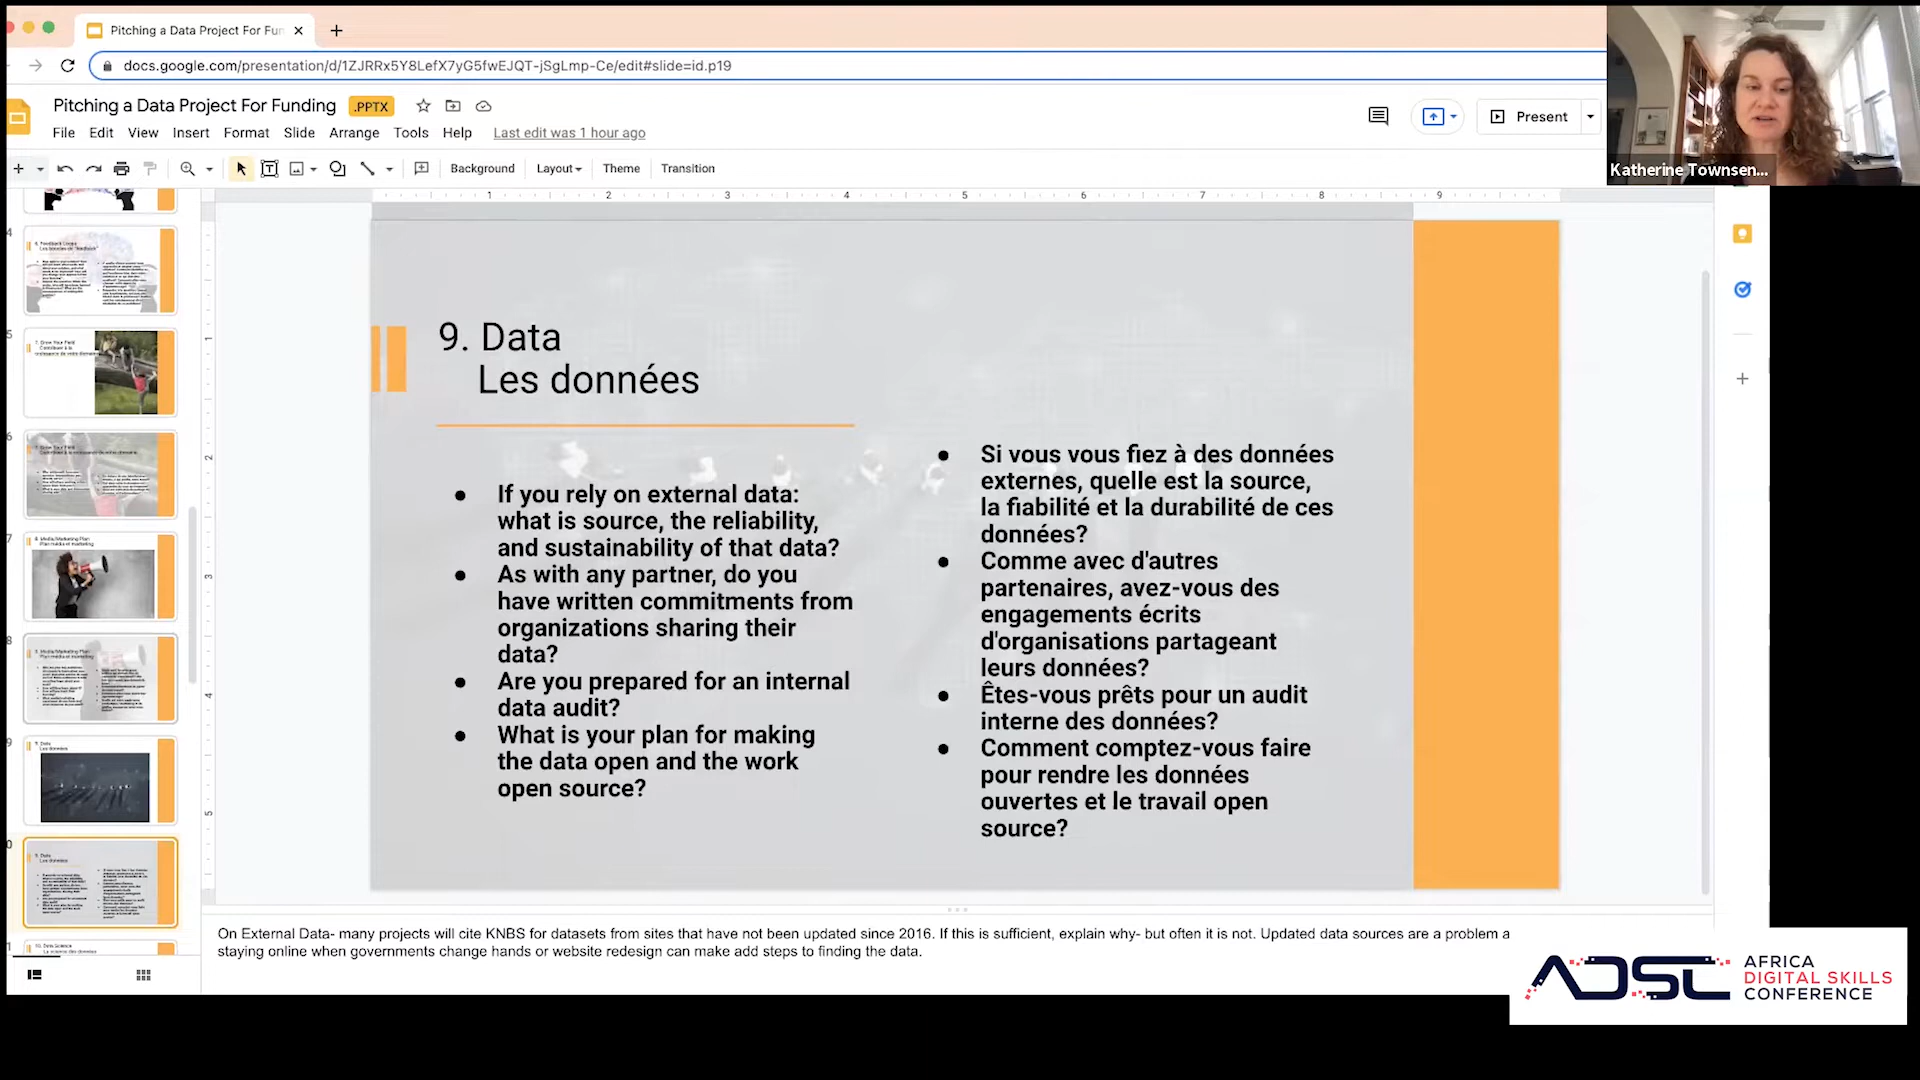 Pitching a Data Project For Fun
docs.google.com/presentation/d/1ZJRRx5Y8LefX7yG5fwEJQT-jSgLmp-Ce/edit#slide=id.p19
Pitching a Data Project For Funding
.PPTX
File Edit View Insert Format Slide Arrange Tools Help Last edit was 1 hour ago
Present
Katherine Townsen...
Background Layout Theme Transition
1 2 3 4 5 6 7 8 9
9. Data
Les données
If you rely on external data:
what is source, the reliability,
and sustainability of that data?
As with any partner, do you
have written commitments from
organizations sharing their
data?
Are you prepared for an internal
data audit?
What is your plan for making
the data open and the work
open source?
Si vous vous fiez à des données
externes, quelle est la source,
la fiabilité et la durabilité de ces
données?
Comme avec d'autres
partenaires, avez-vous des
engagements écrits
d'organisations partageant
leurs données?
Êtes-vous prêts pour un audit
interne des données?
Comment comptez-vous faire
pour rendre les données
ouvertes et le travail open
source?
On External Data- many projects will cite KNBS for datasets from sites that have not been updated since 2016. If this is sufficient, explain why- but often it is not. Updated data sources are a problem a
staying online when governments change hands or website redesign can make add steps to finding the data.
ADSC
AFRICA
DIGITAL SKILLS
CONFERENCE